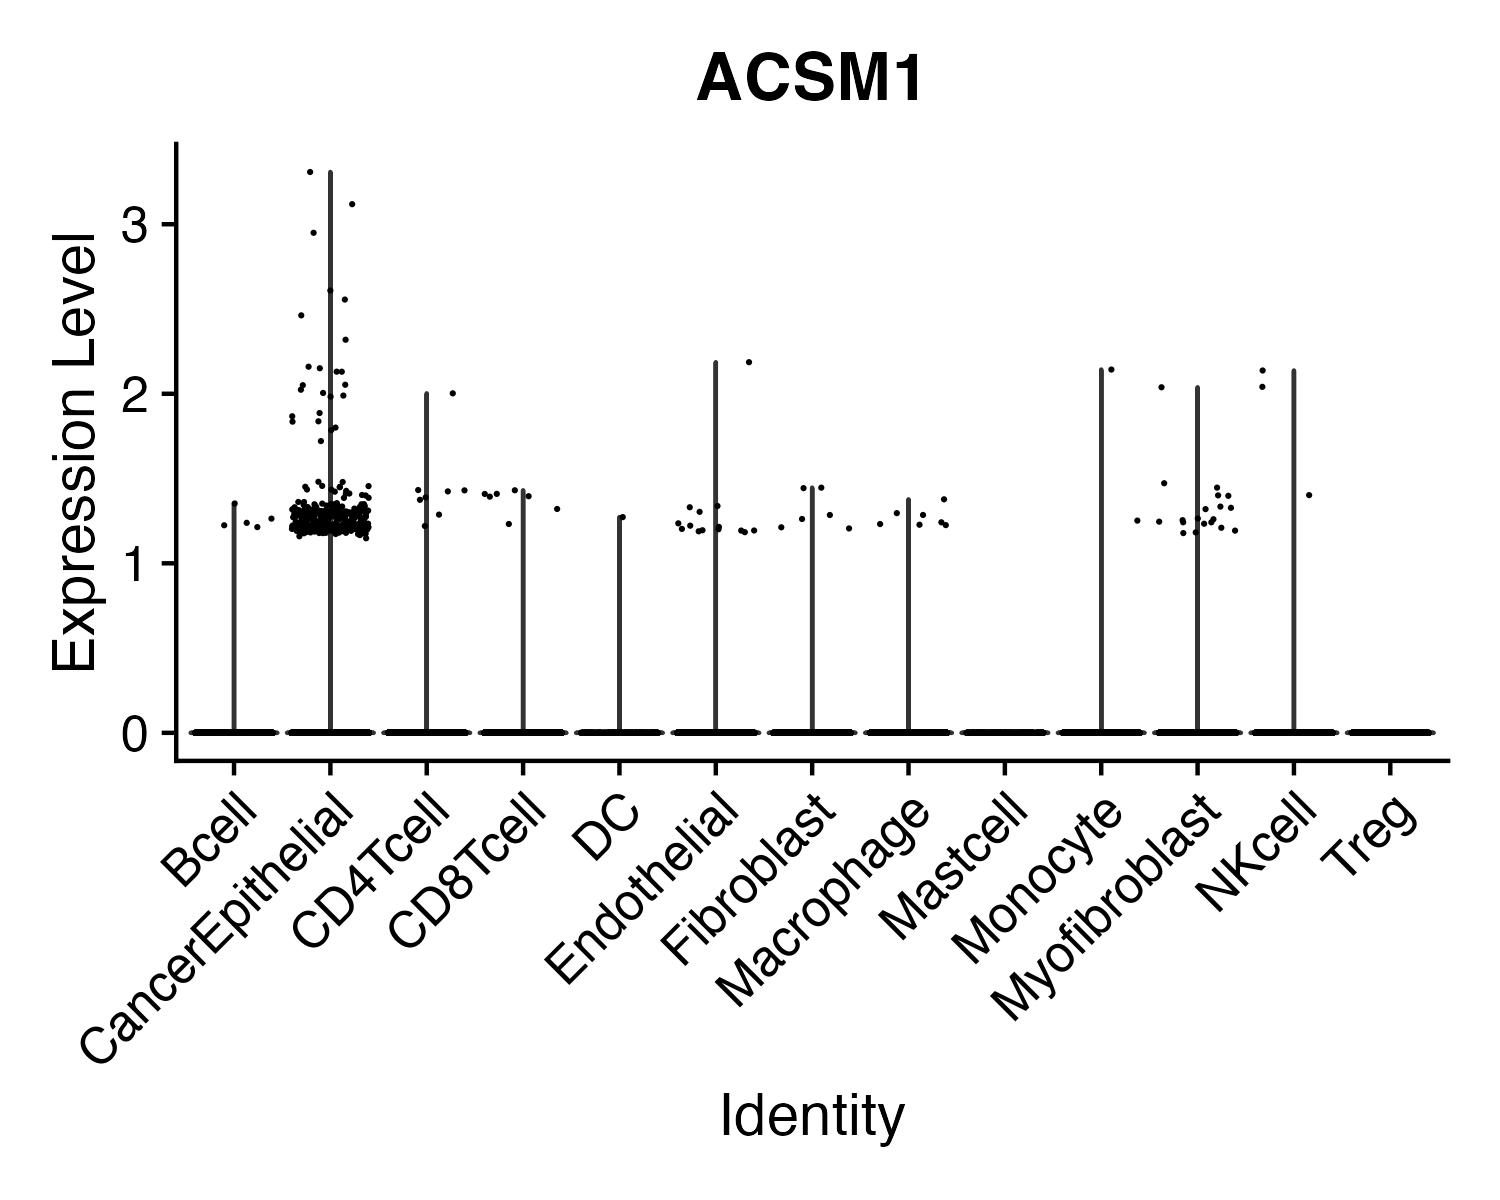 ACSM1
Expression Level
3
2
1
0
Bcell
CancerEpithelial
CD4Tcell
CD8Tcell
DC
Endothelial
Fibroblast
Macrophage
Mastcell
Monocyte
Myofibroblast
NKcell
Treg
Identity